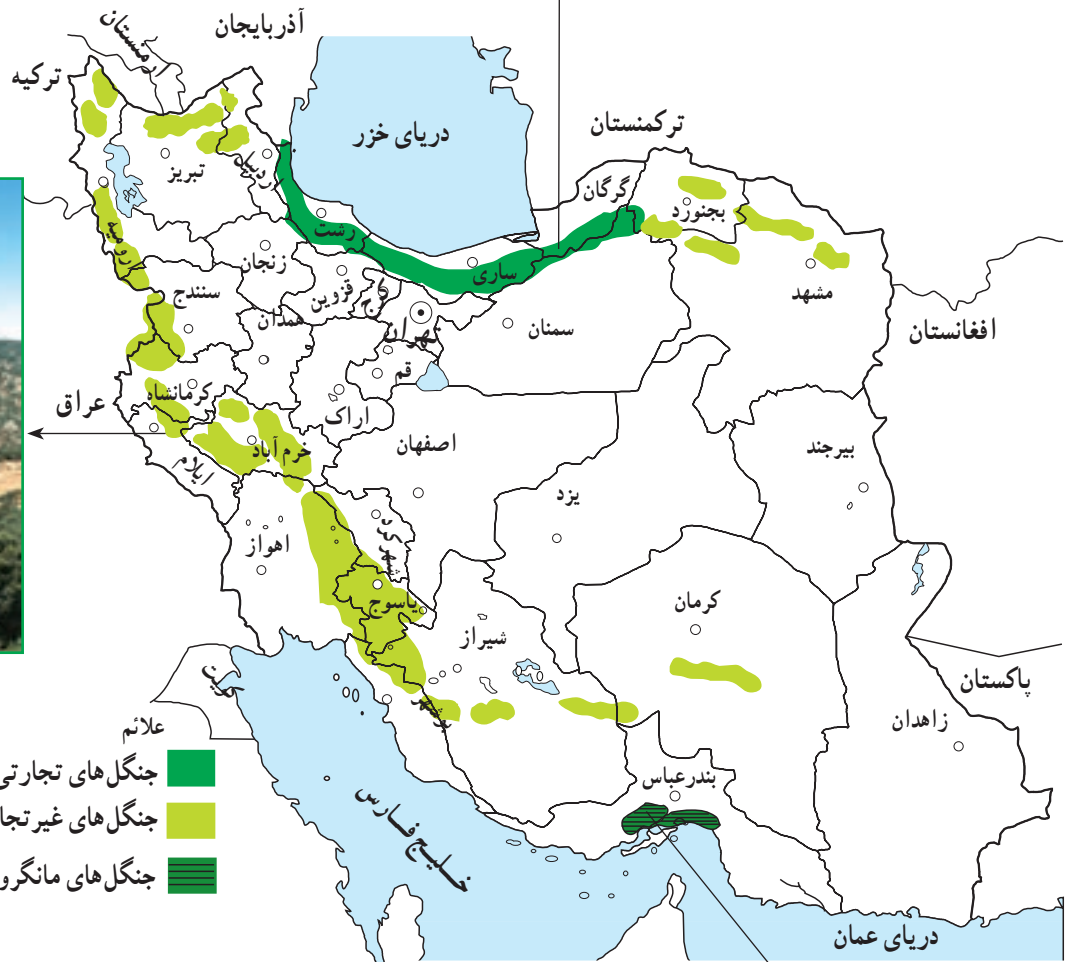 آذربایجان
ارمنستان
ترکیه
دریای خزر
ترکمنستان
گرگان
بجنورد
تبریز
اردبیل
رشت
ساری
زنجان
قزوین
کرج
تهران
سمنان
مشهد
ارومیه
سنندج
همدان
قم
افغانستان
کرمانشاه
عراق
اراک
اصفهان
خرم آباد
بیرجند
ایلام
یزد
اهواز
شهرکرد
یاسوج
کرمان
شیراز
پاکستان
کویت
بوشهر
زاهدان
علائم
جنگل‌های تجارتی
جنگل‌های غیرتجا
جنگل‌های مانگرو
بندرعباس
خلیج فارس
دریای عمان